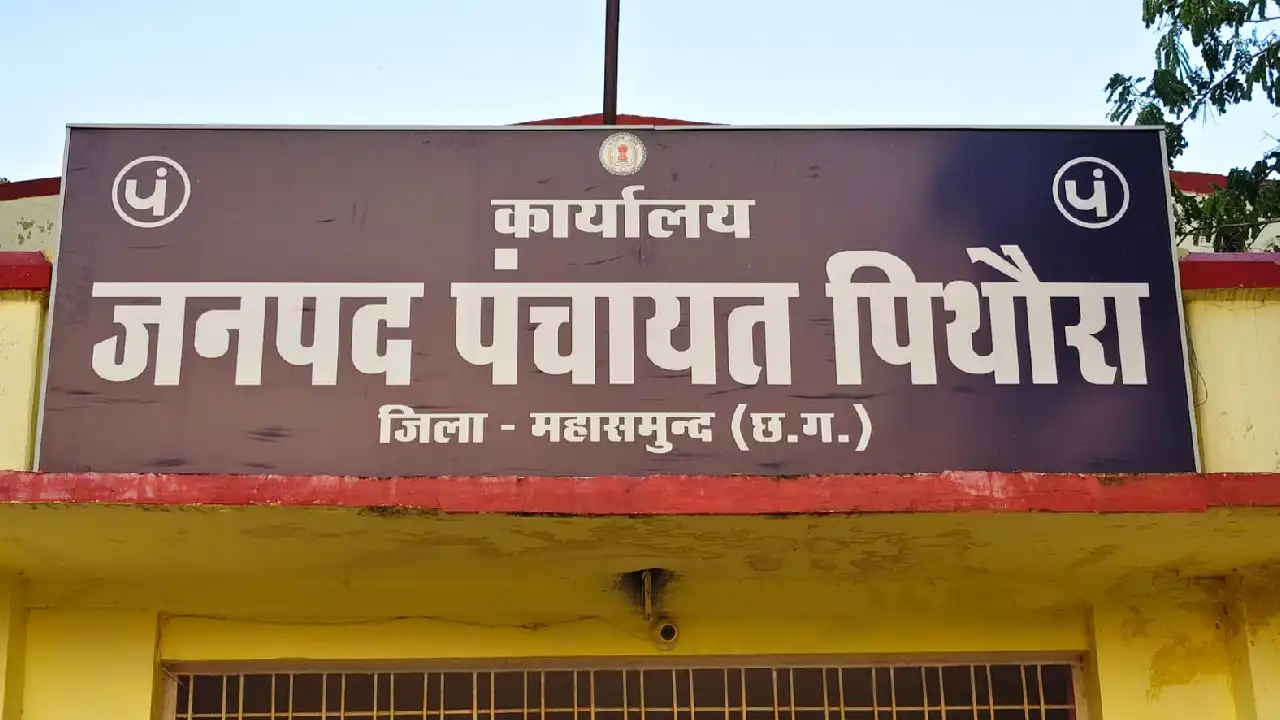 पं पं
कार्यालय
जनपद पंचायत पिथौरा
जिला - महासमुन्द (छ.ग.)